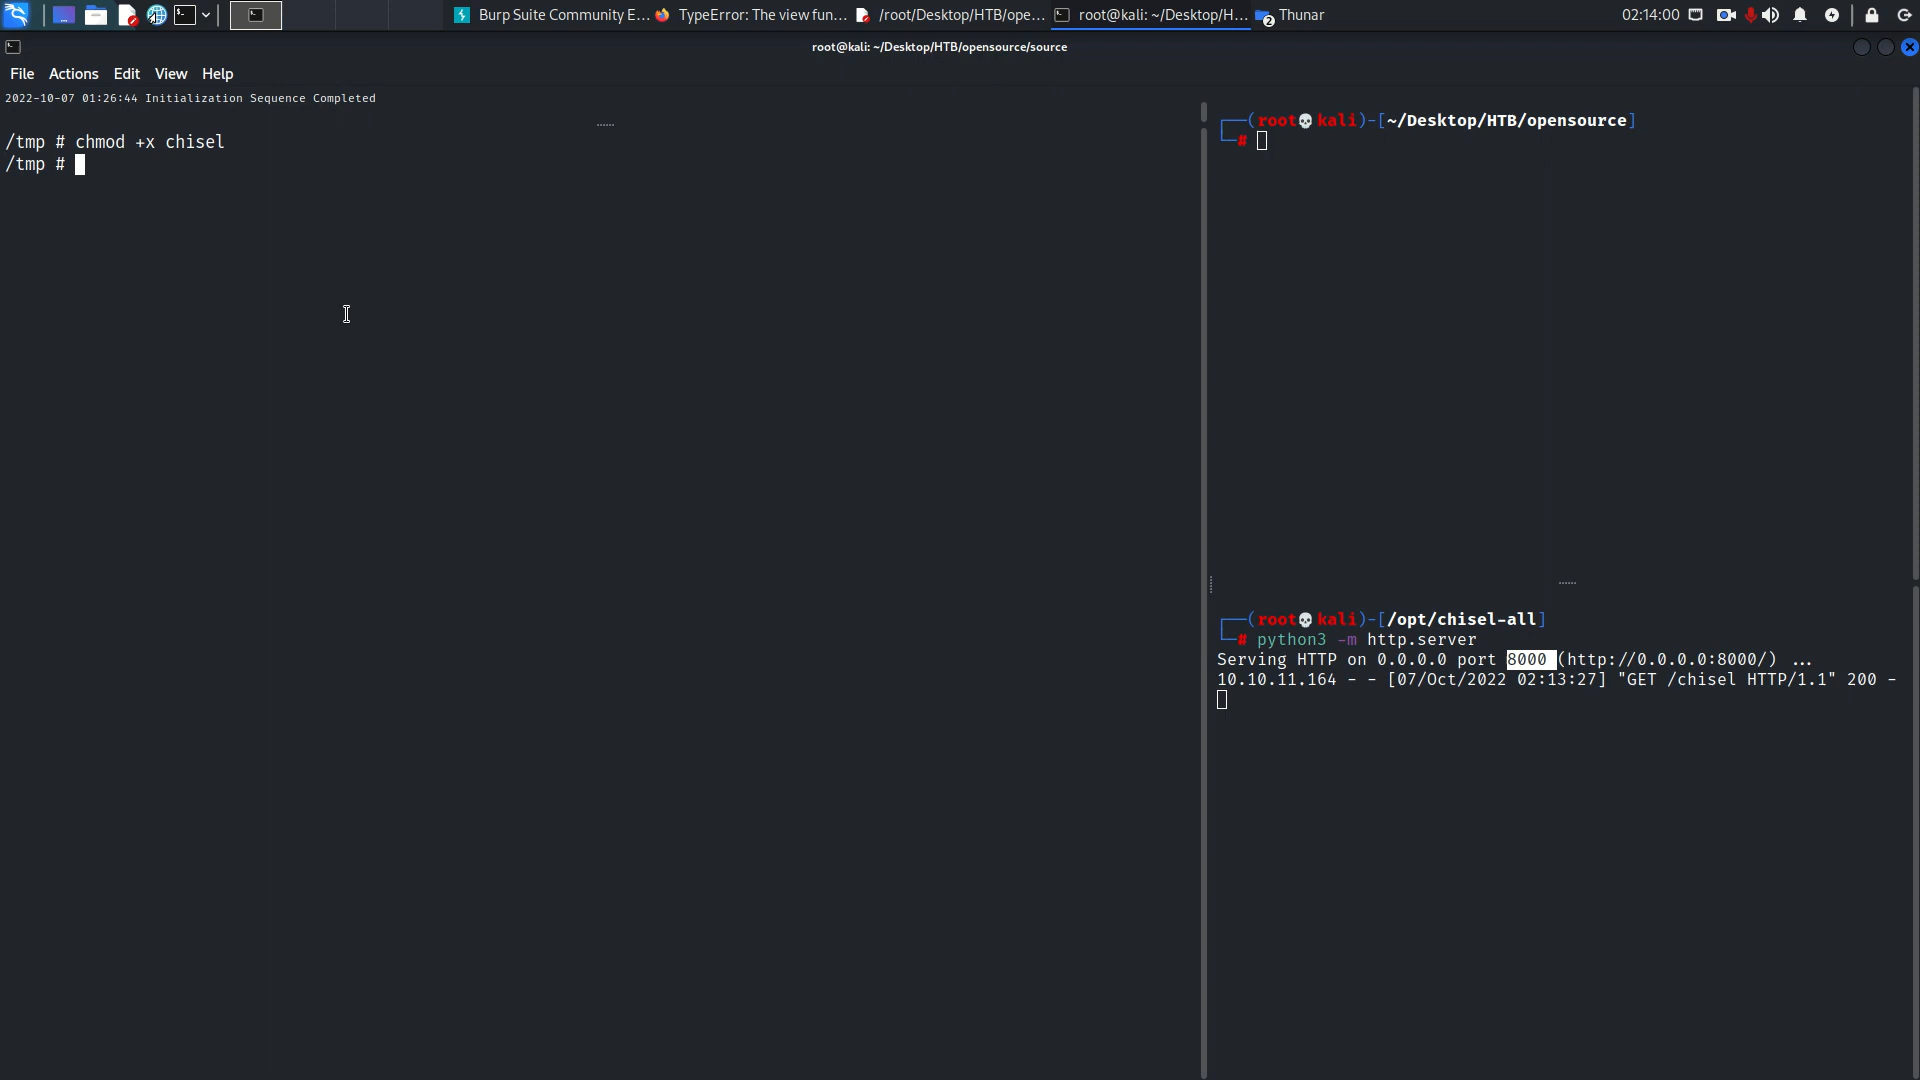 Burp Suite Community E...
TypeError: The view fun...
/root/Desktop/HTB/ope...
root@kali: ~/Desktop/H...
2
Thunar
02:14:00
root@kali: ~/Desktop/HTB/opensource/source
File Actions Edit View Help
2022-10-07 01:26:44 Initialization Sequence Completed
/tmp # chmod +x chisel
/tmp #
┌──(root💀kali)-[~/Desktop/HTB/opensource]
└─#
┌──(root💀kali)-[/opt/chisel-all]
└─# python3 -m http.server
Serving HTTP on 0.0.0.0 port 8000 (http://0.0.0.0:8000/) ...
10.10.11.164 - - [07/Oct/2022 02:13:27] "GET /chisel HTTP/1.1" 200 -